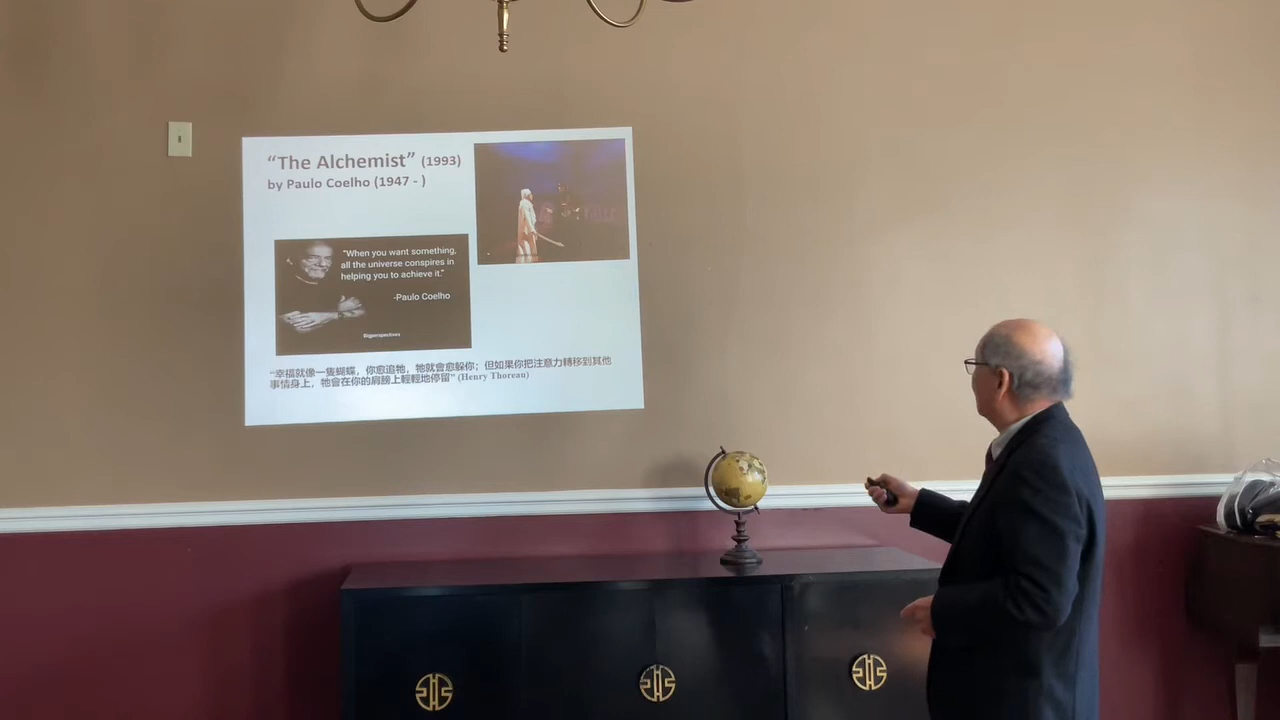 “The Alchemist” (1993)
by Paulo Coelho (1947 - )
“When you want something,
all the universe conspires in
helping you to achieve it.”
-Paulo Coelho
“幸福就像一隻蝴蝶，你愈追牠，牠就會愈躲你；但如果你把注意力轉移到其他
事情身上，牠會在你的肩膀上輕輕地停留” (Henry Thoreau)